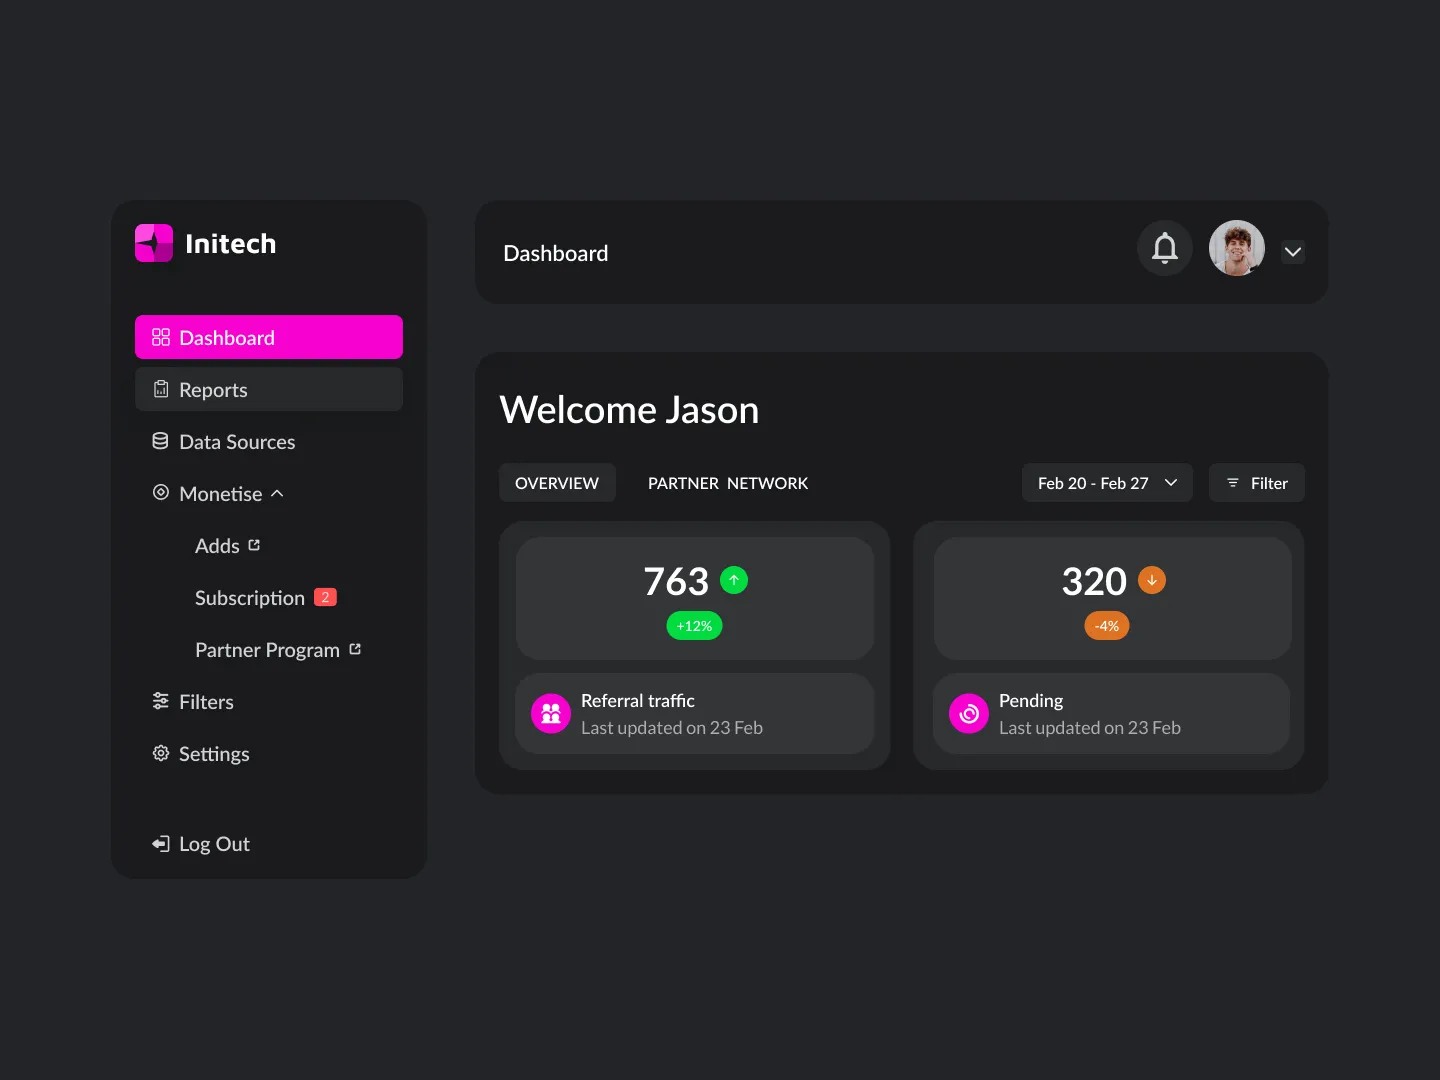 Initech
Dashboard
Reports
Data Sources
Monetise
Adds
Subscription 2
Partner Program
Filters
Settings
Log Out
Dashboard
Welcome Jason
OVERVIEW
PARTNER NETWORK
Feb 20 - Feb 27
Filter
763
+12%
Referral traffic
Last updated on 23 Feb
320
-4%
Pending
Last updated on 23 Feb